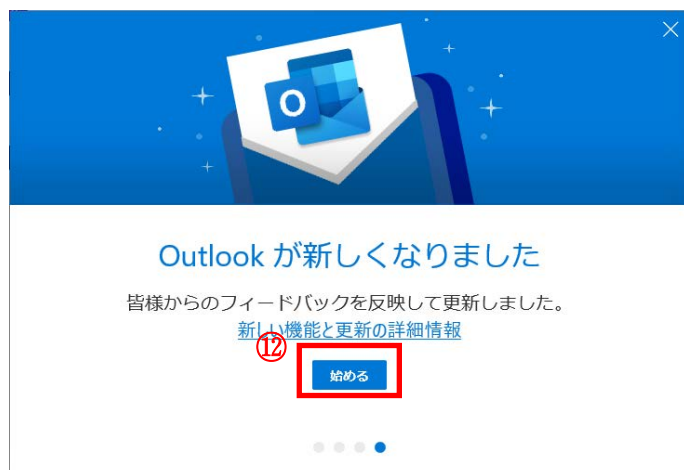 Outlook が新しくなりました
皆様からのフィードバックを反映して更新しました。
新しい機能と更新の詳細情報
⑫
始める